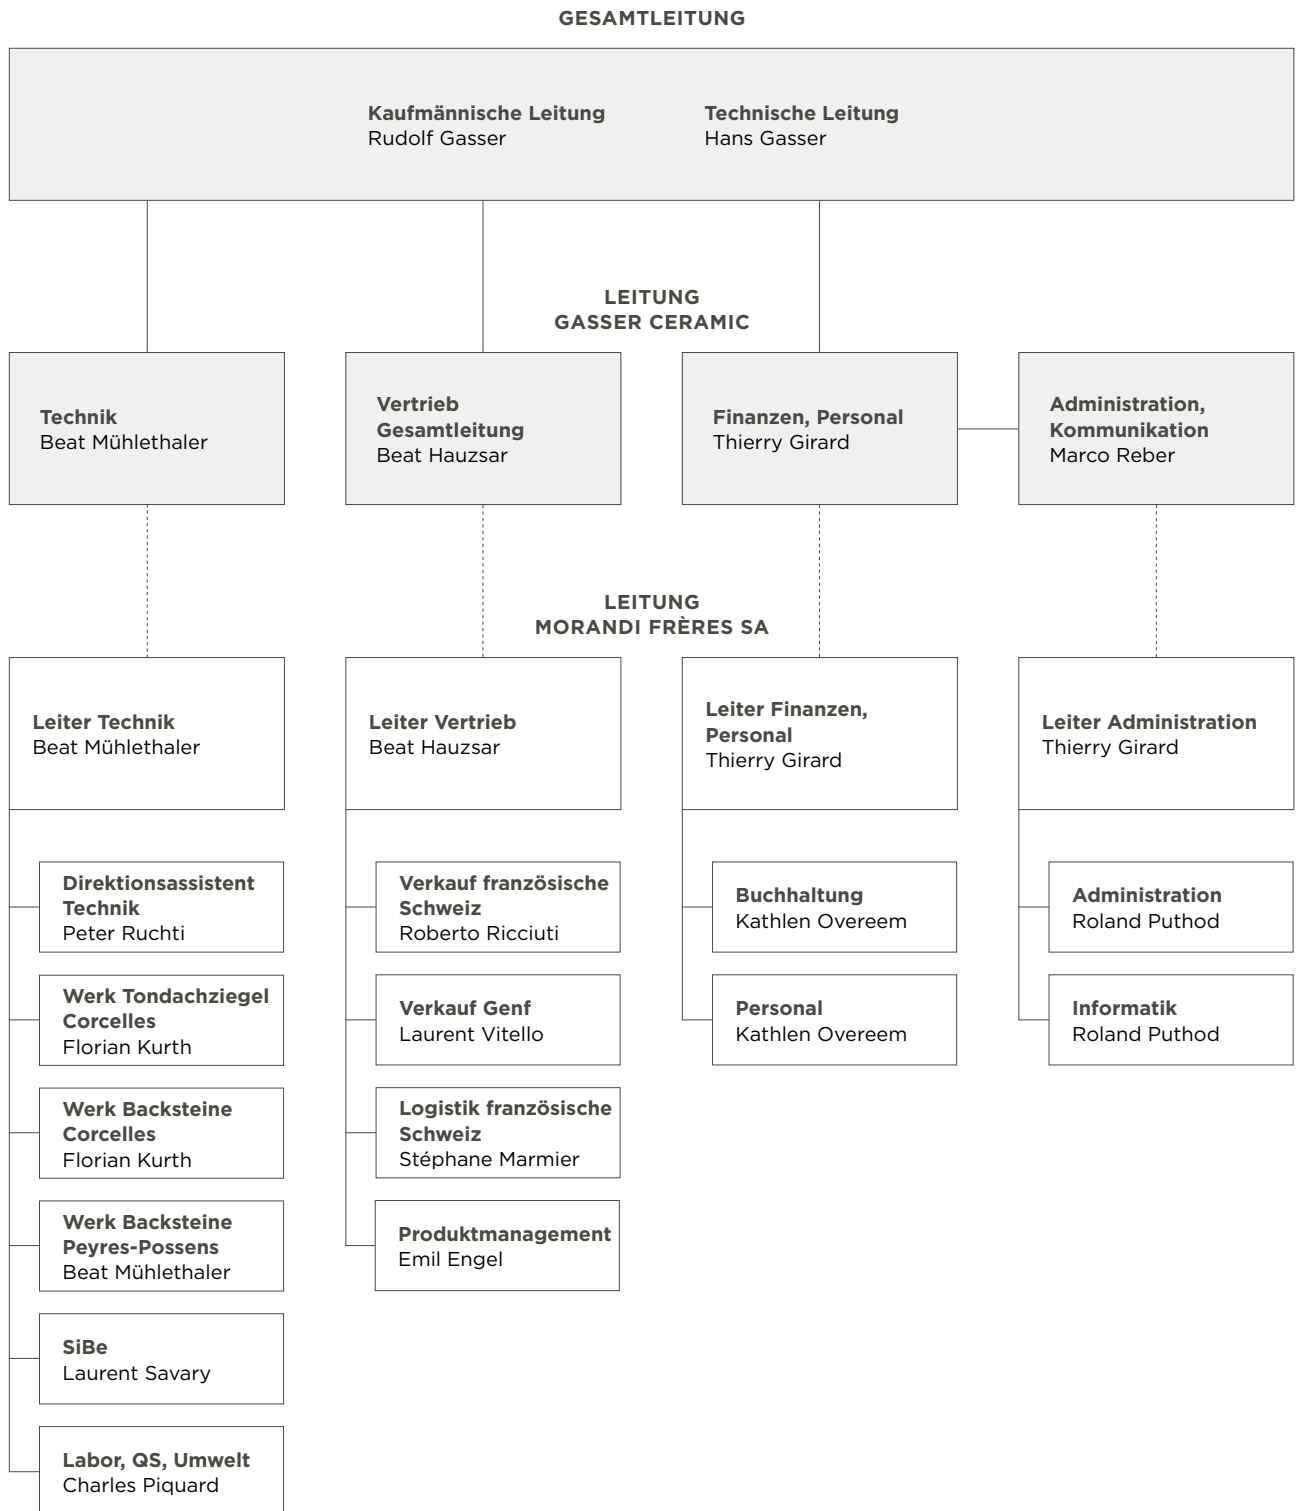 GESAMTLEITUNG
Kaufmännische Leitung
Rudolf Gasser
Technische Leitung
Hans Gasser
LEITUNG
GASSER CERAMIC
Technik
Beat Mühlethaler
Vertrieb
Gesamtleitung
Beat Hauzsar
Finanzen, Personal
Thierry Girard
Administration,
Kommunikation
Marco Reber
LEITUNG
MORANDI FRÈRES SA
Leiter Technik
Beat Mühlethaler
Leiter Vertrieb
Beat Hauzsar
Leiter Finanzen,
Personal
Thierry Girard
Leiter Administration
Thierry Girard
Direktionsassistent
Technik
Peter Ruchti
Werk Tondachziegel
Corcelles
Florian Kurth
Werk Backsteine
Corcelles
Florian Kurth
Werk Backsteine
Peyres-Possens
Beat Mühlethaler
SiBe
Laurent Savary
Labor, QS, Umwelt
Charles Piquard
Verkauf französische
Schweiz
Roberto Ricciuti
Verkauf Genf
Laurent Vitello
Logistik französische
Schweiz
Stéphane Marmier
Produktmanagement
Emil Engel
Buchhaltung
Kathlen Overeem
Personal
Kathlen Overeem
Administration
Roland Puthod
Informatik
Roland Puthod